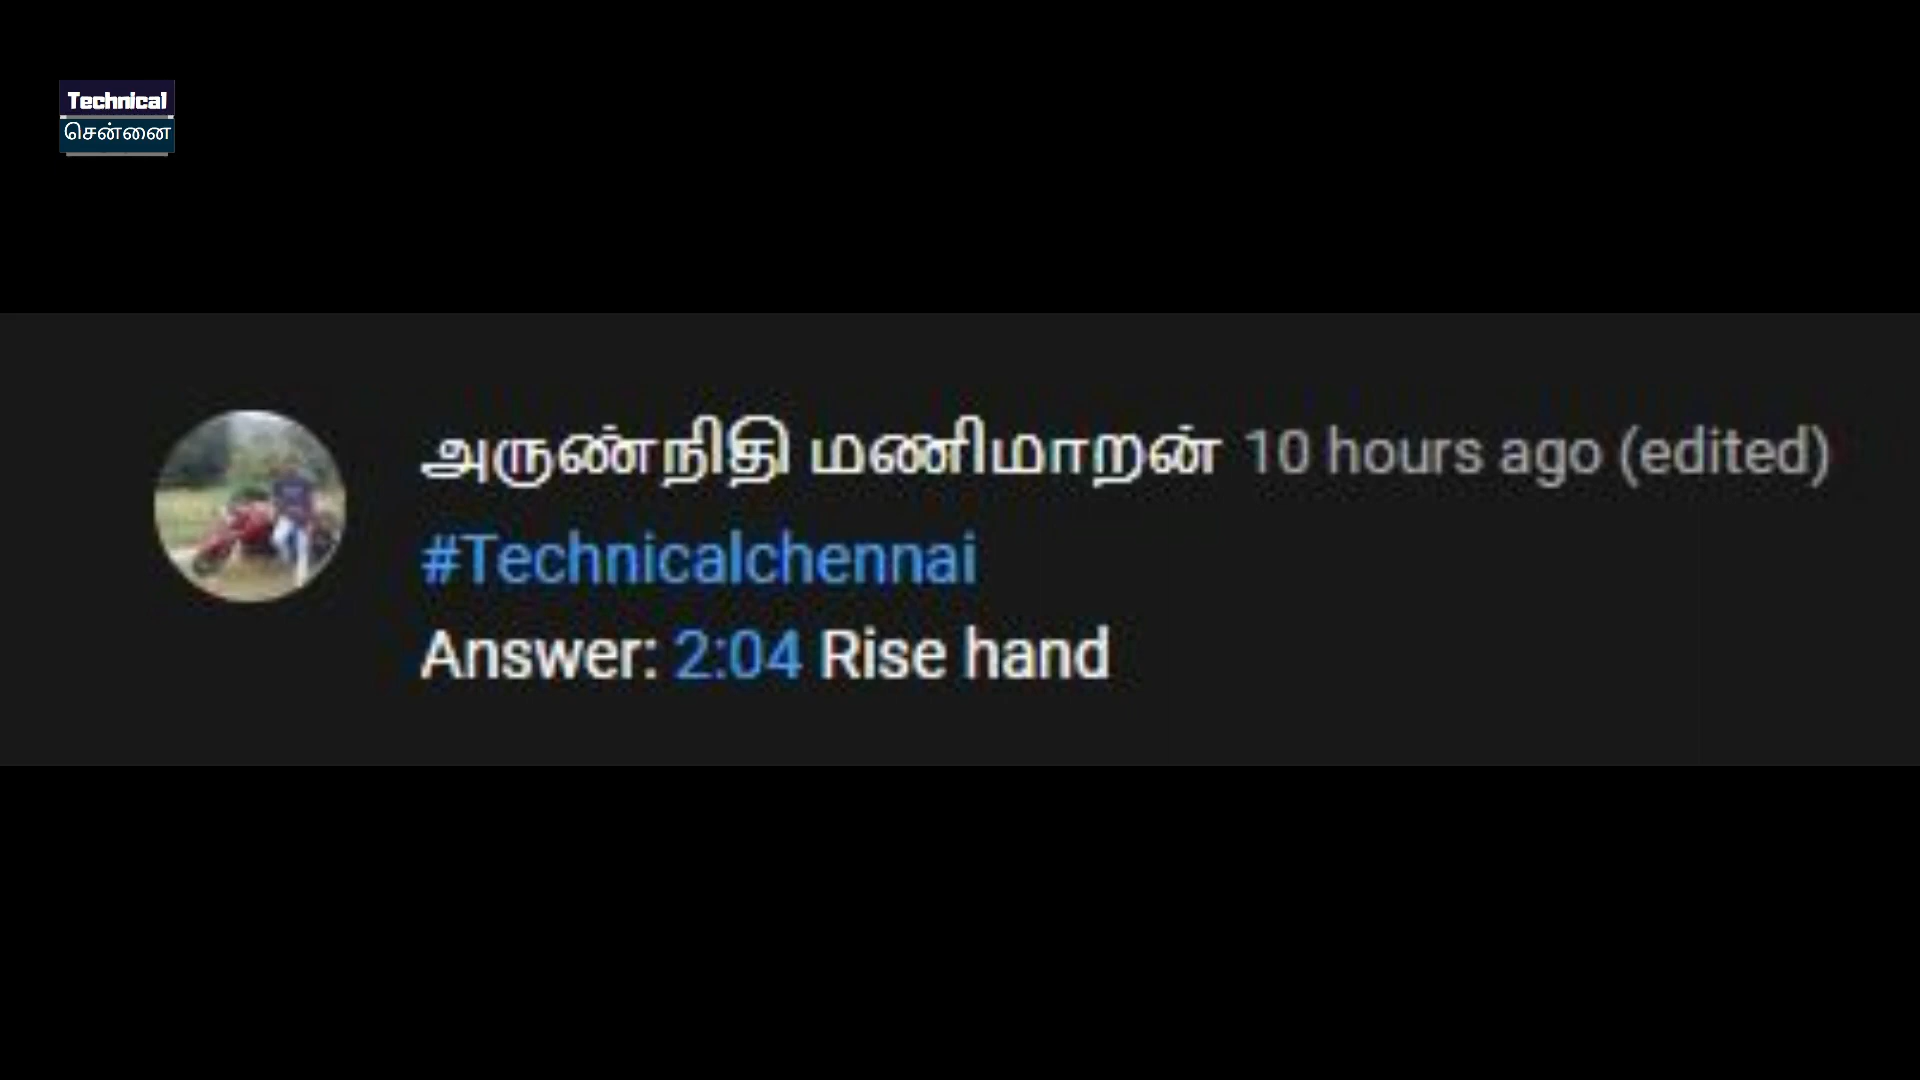 Technical
சென்னை
அருண்நிதி மணிமாறன் 10 hours ago (edited)
#Technicalchennai
Answer: 2:04 Rise hand